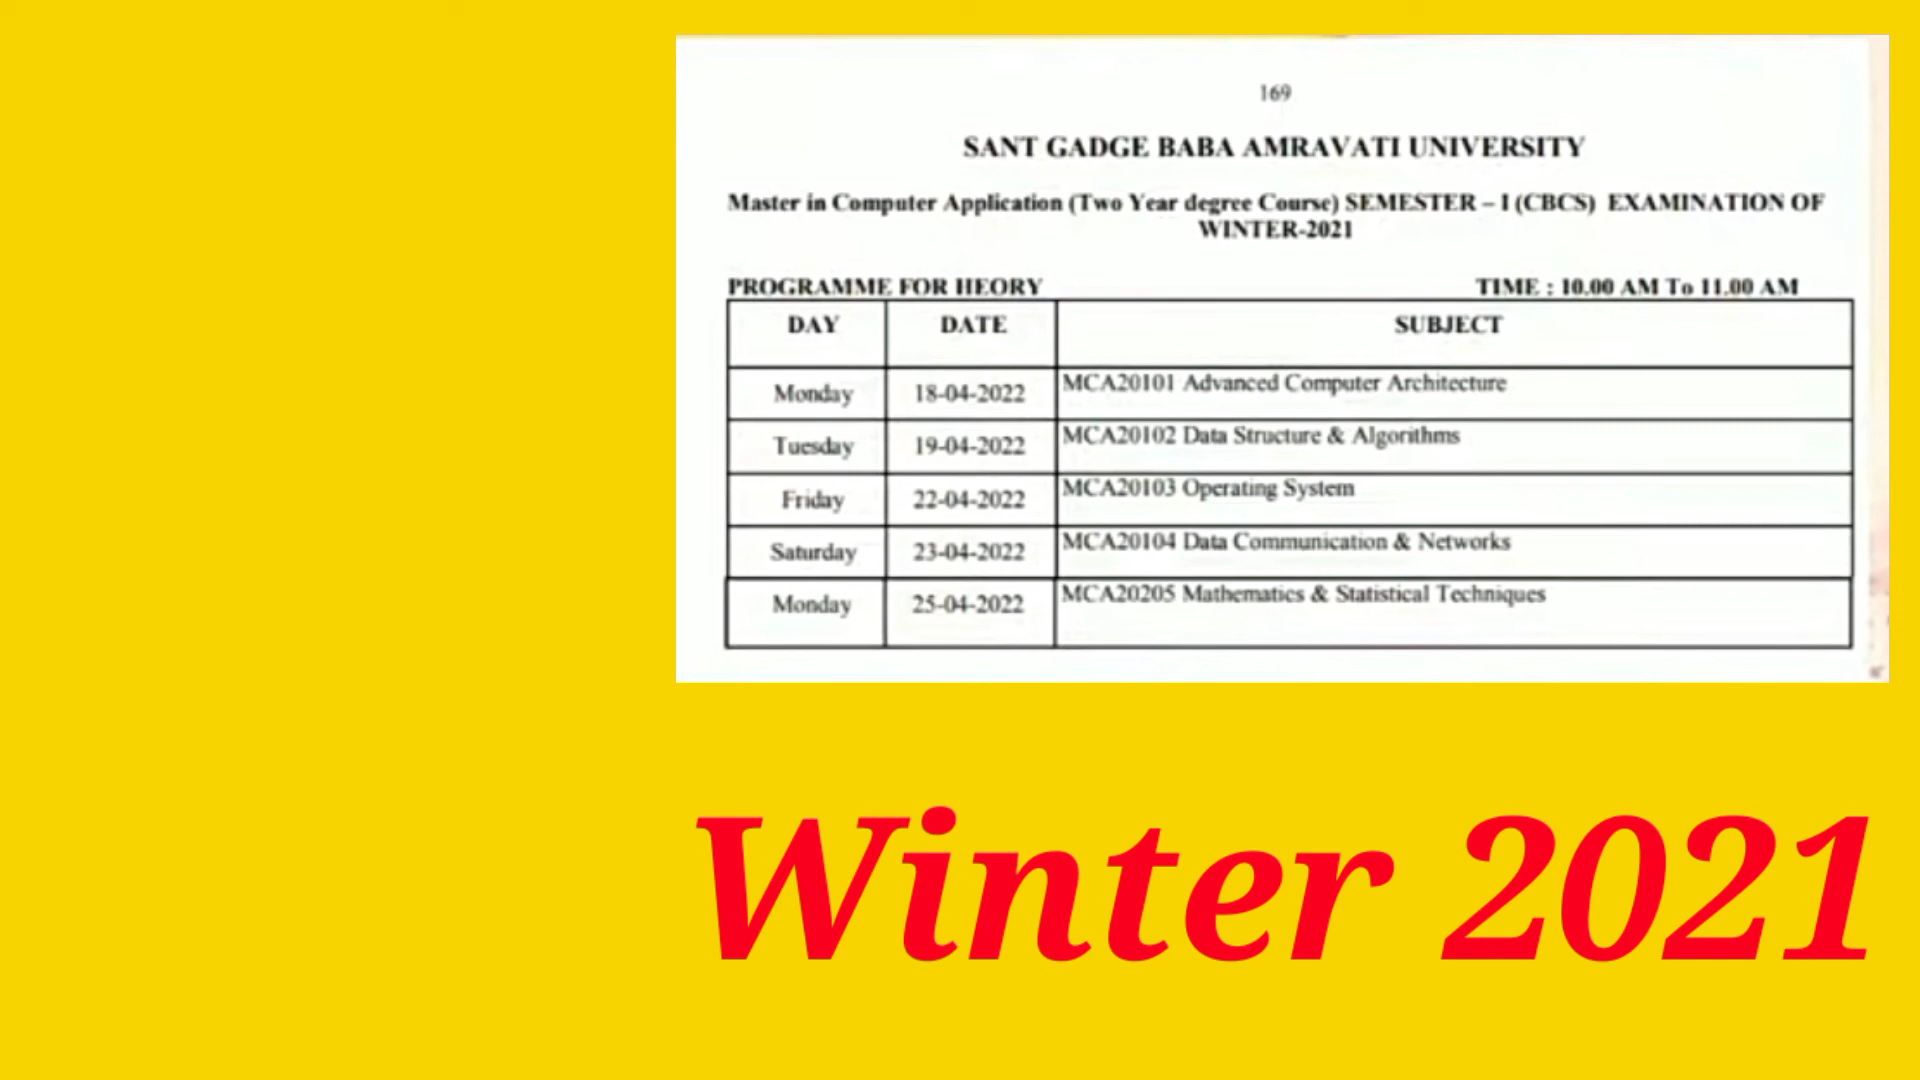 169
SANT GADGE BABA AMRAVATI UNIVERSITY
Master in Computer Application (Two Year degree Course) SEMESTER – I (CBCS) EXAMINATION OF
WINTER-2021
PROGRAMME FOR HEORY TIME : 10.00 AM To 11.00 AM
DAY DATE SUBJECT
Monday 18-04-2022 MCA20101 Advanced Computer Architecture
Tuesday 19-04-2022 MCA20102 Data Structure & Algorithms
Friday 22-04-2022 MCA20103 Operating System
Saturday 23-04-2022 MCA20104 Data Communication & Networks
Monday 25-04-2022 MCA20205 Mathematics & Statistical Techniques
Winter 2021